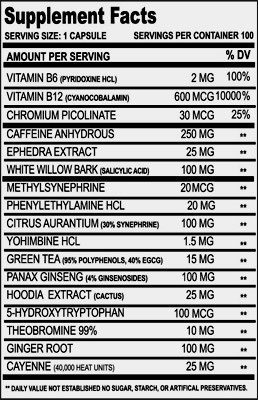 Supplement Facts
SERVING SIZE: 1 CAPSULE SERVINGS PER CONTAINER 100
AMOUNT PER SERVING % DV
VITAMIN B6 (PYRIDOXINE HCL) 2 MG 100%
VITAMIN B12 (CYANOCOBALAMIN) 600 MCG 10000%
CHROMIUM PICOLINATE 30 MCG 25%
CAFFEINE ANHYDROUS 250 MG **
EPHEDRA EXTRACT 25 MG **
WHITE WILLOW BARK (SALICYLIC ACID) 100 MG **
METHYLSYNEPHRINE 20MCG **
PHENYLETHYLAMINE HCL 20 MG **
CITRUS AURANTIUM (30% SYNEPHRINE) 100 MG **
YOHIMBINE HCL 1.5 MG **
GREEN TEA (95% POLYPHENOLS, 40% EGCG) 15 MG **
PANAX GINSENG (4% GINSENOSIDES) 100 MG **
HOODIA EXTRACT (CACTUS) 25 MG **
5-HYDROXYTRYPTOPHAN 100 MCG **
THEOBROMINE 99% 10 MG **
GINGER ROOT 100 MG **
CAYENNE (40,000 HEAT UNITS) 25 MG **
** DAILY VALUE NOT ESTABLISHED NO SUGAR, STARCH, OR ARTIFICAL PRESERVATIVES.